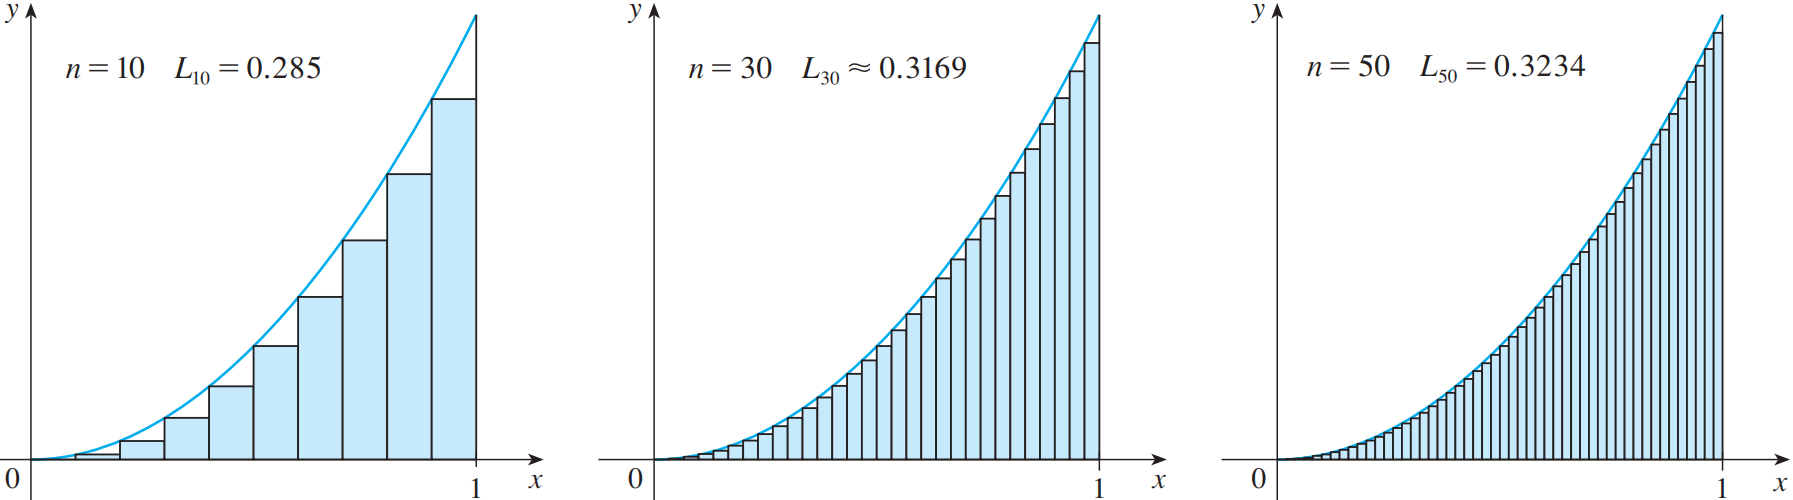 y
n = 10 L₁₀ = 0.285
0
1
x
y
n = 30 L₃₀ ≈ 0.3169
0
1
x
y
n = 50 L₅₀ = 0.3234
0
1
x